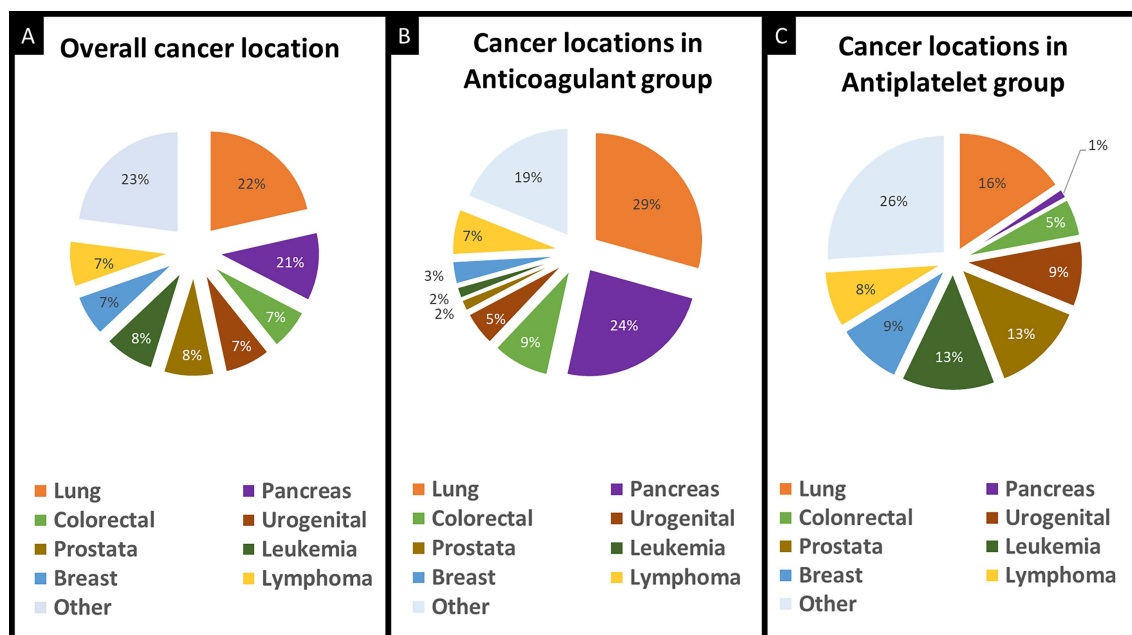 A
Overall cancer location
22%
21%
7%
7%
8%
8%
7%
7%
23%
Lung
Pancreas
Colorectal
Urogenital
Prostata
Leukemia
Breast
Lymphoma
Other
B
Cancer locations in
Anticoagulant group
29%
24%
9%
5%
2%
2%
3%
7%
19%
Lung
Pancreas
Colorectal
Urogenital
Prostata
Leukemia
Breast
Lymphoma
Other
C
Cancer locations in
Antiplatelet group
16%
1%
5%
9%
13%
13%
9%
8%
26%
Lung
Pancreas
Colonrectal
Urogenital
Prostata
Leukemia
Breast
Lymphoma
Other